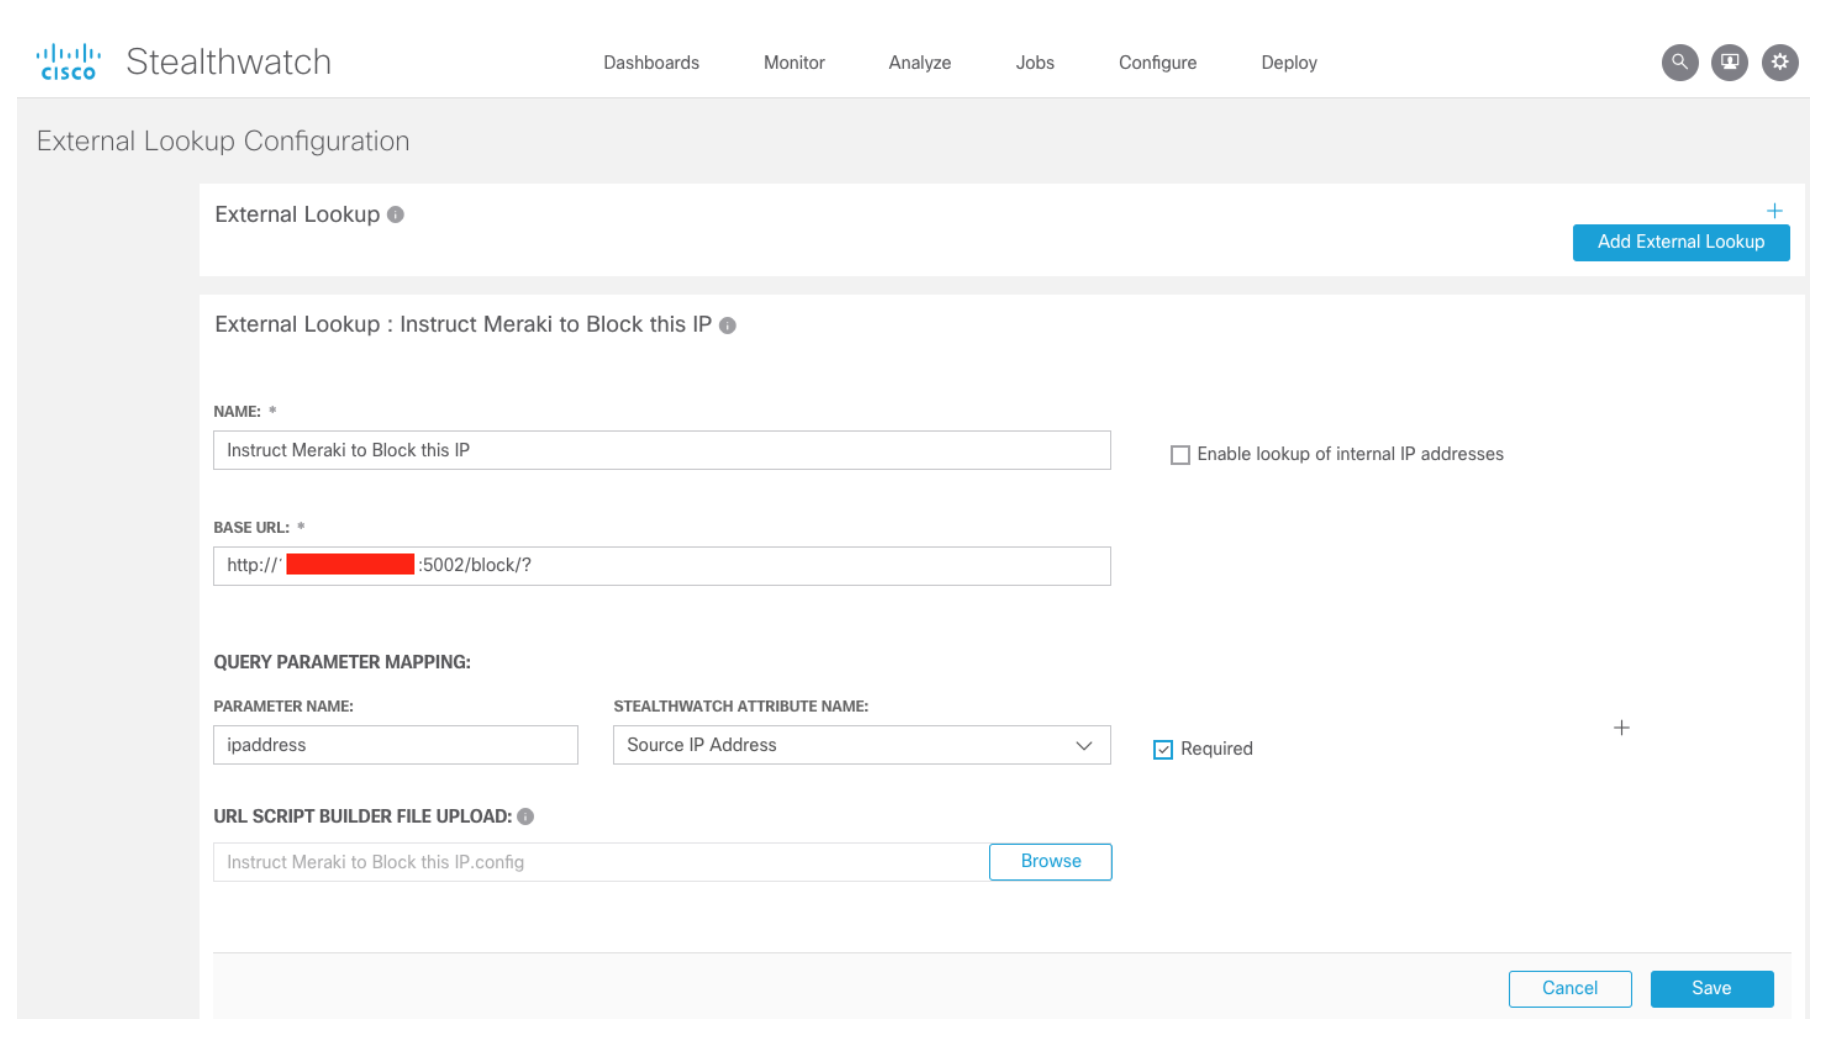 CISCO Stealthwatch Dashboards Monitor Analyze Jobs Configure Deploy
External Lookup Configuration
External Lookup
Add External Lookup
External Lookup : Instruct Meraki to Block this IP
NAME: *
Instruct Meraki to Block this IP
Enable lookup of internal IP addresses
BASE URL: *
http:// :5002/block/?
QUERY PARAMETER MAPPING:
PARAMETER NAME: STEALTHWATCH ATTRIBUTE NAME:
ipaddress Source IP Address Required
URL SCRIPT BUILDER FILE UPLOAD:
Instruct Meraki to Block this IP.config Browse
Cancel Save